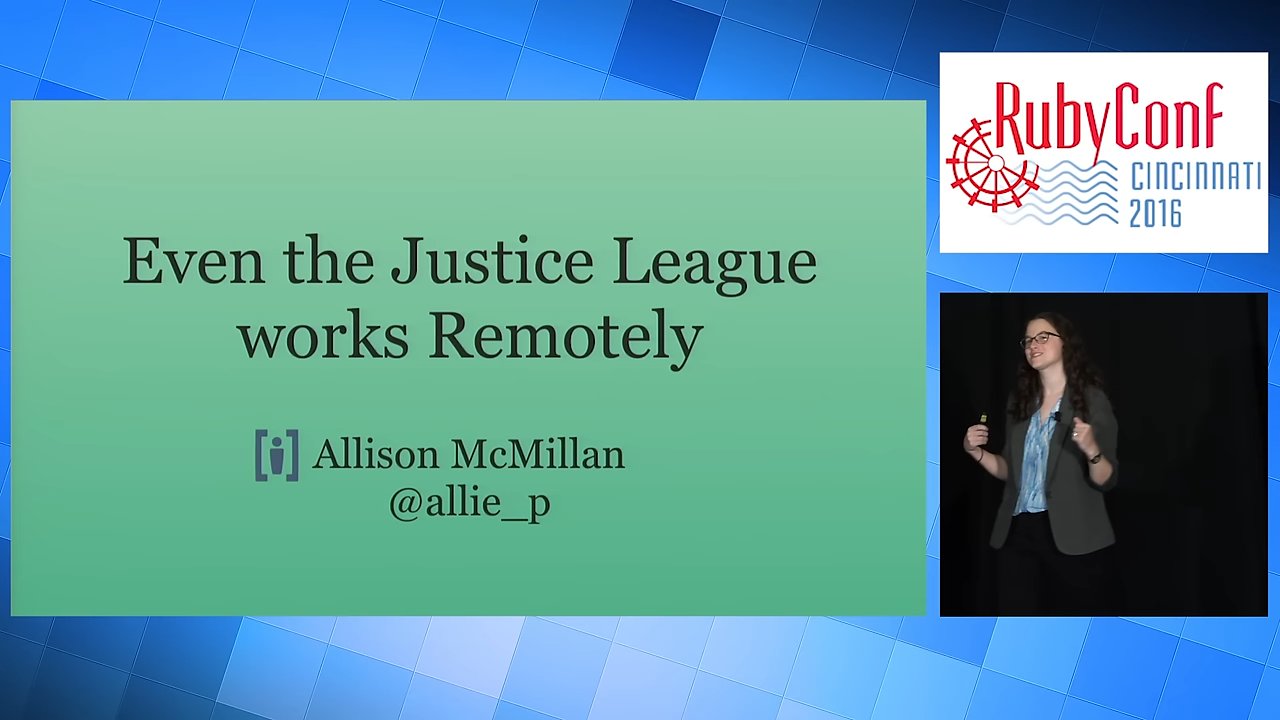 Even the Justice League
works Remotely
Allison McMillan
@allie_p
RubyConf
CINCINNATI
2016